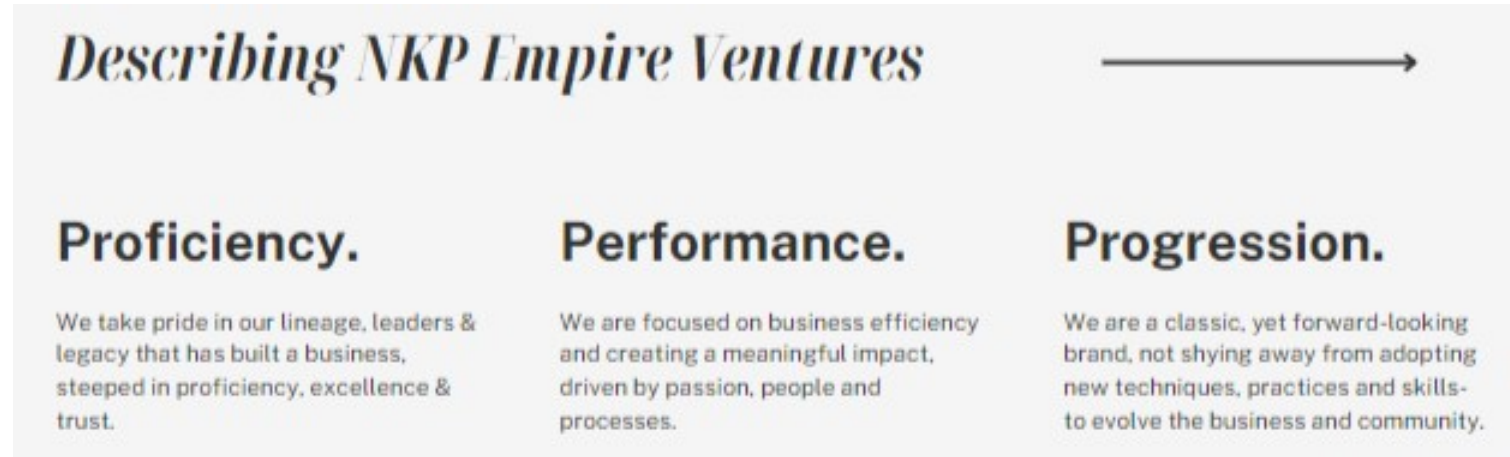 Describing NKP Empire Ventures
Proficiency.
We take pride in our lineage, leaders &
legacy that has built a business,
steeped in proficiency, excellence &
trust.
Performance.
We are focused on business efficiency
and creating a meaningful impact,
driven by passion, people and
processes.
Progression.
We are a classic, yet forward-looking
brand, not shying away from adopting
new techniques, practices and skills-
to evolve the business and community.